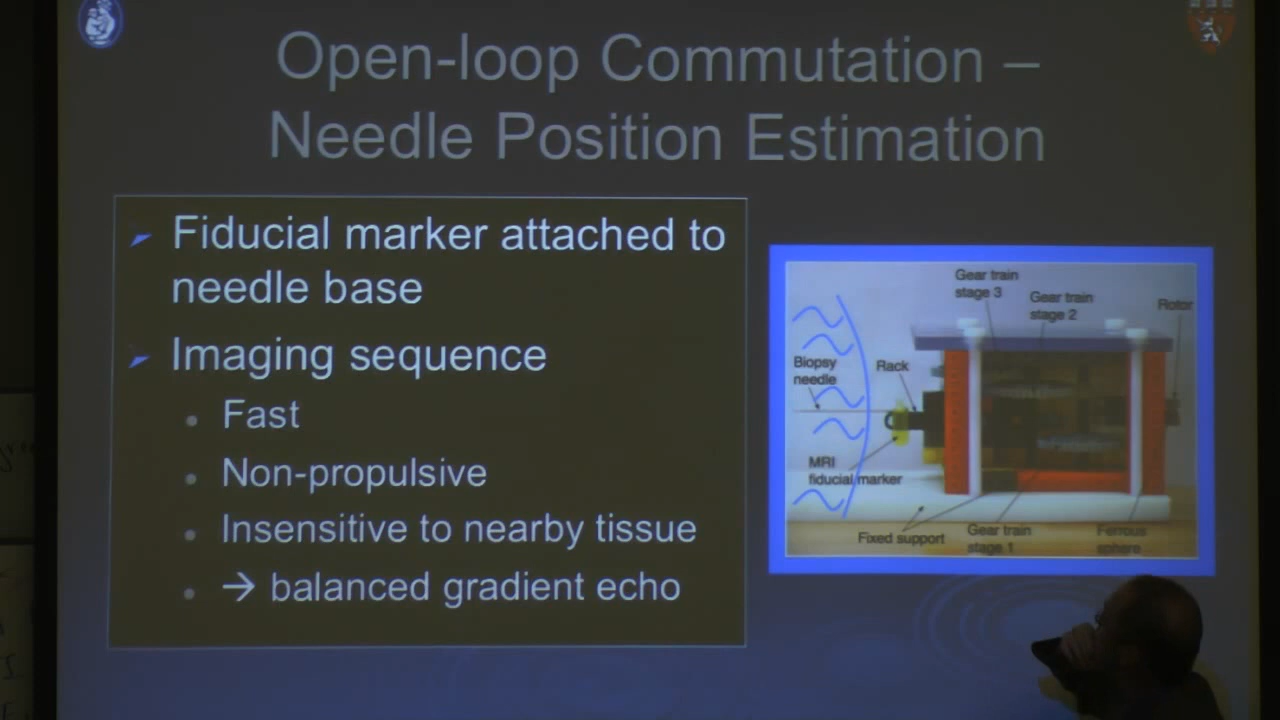 Open-loop Commutation –
Needle Position Estimation
Fiducial marker attached to
needle base
Imaging sequence
Fast
Non-propulsive
Insensitive to nearby tissue
→ balanced gradient echo
Gear train
stage 3
Gear train
stage 2
Rotor
Biopsy
needle
Rack
MRI
fiducial marker
Fixed support
Gear train
stage 1
Ferrous
sphere